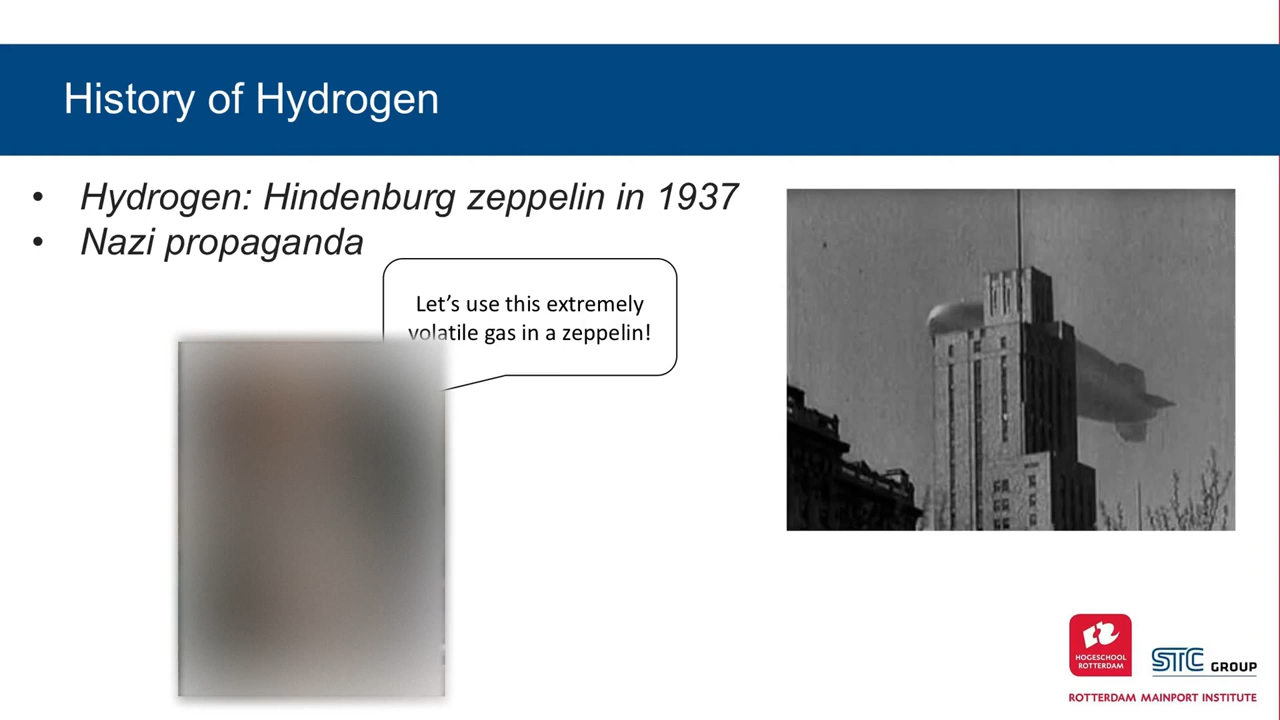 History of Hydrogen
• Hydrogen: Hindenburg zeppelin in 1937
• Nazi propaganda
Let’s use this extremely
volatile gas in a zeppelin!
HOGESCHOOL
ROTTERDAM
STC GROUP
ROTTERDAM MAINPORT INSTITUTE